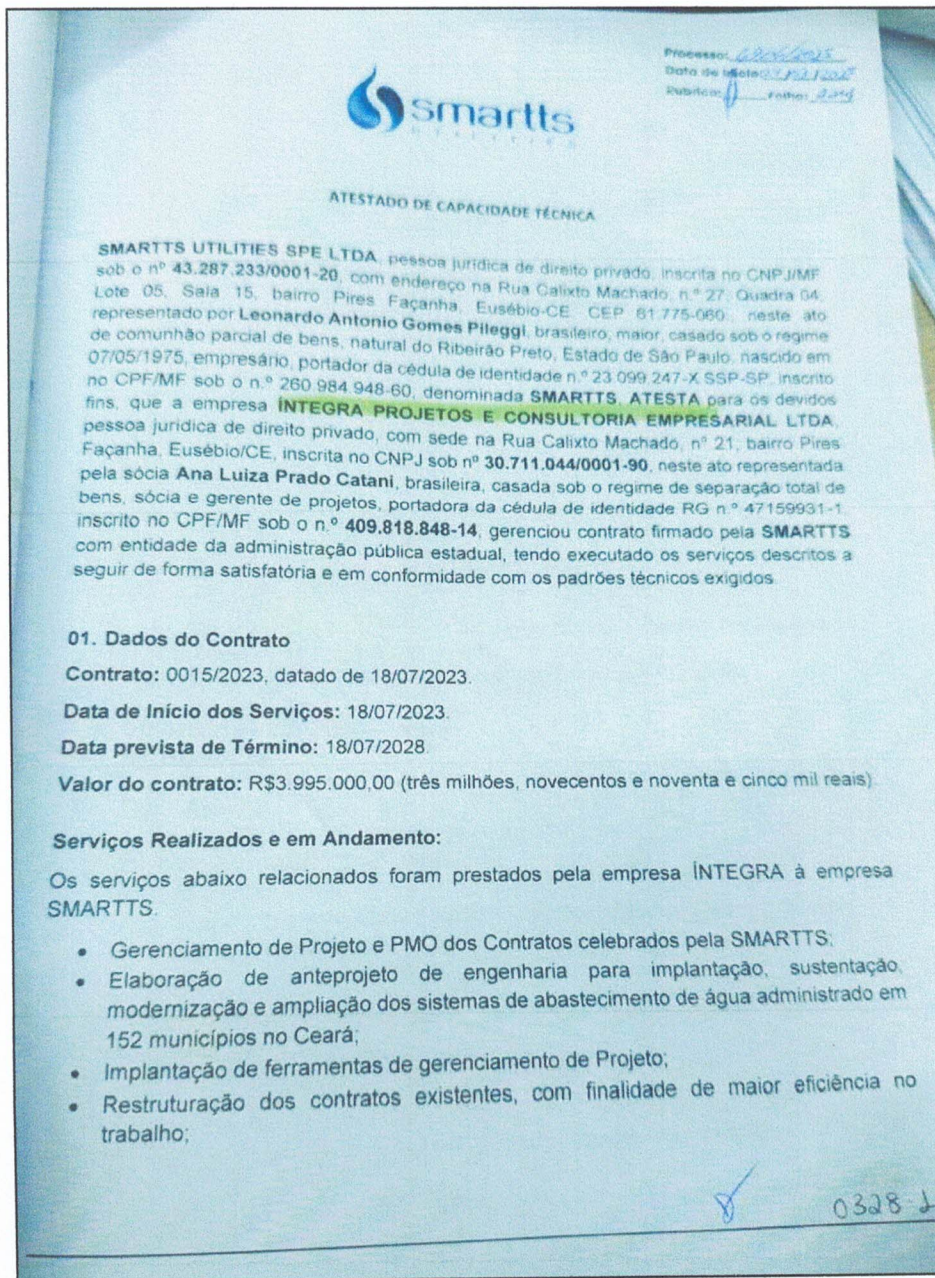 Processo:
Data de Início:
Rubrica: Folha:
smartts
UTILITIES
ATESTADO DE CAPACIDADE TÉCNICA
SMARTTS UTILITIES SPE LTDA, pessoa jurídica de direito privado, inscrita no CNPJ/MF
sob o nº 43.287.233/0001-20, com endereço na Rua Calixto Machado, n.º 27, Quadra 04,
Lote 05, Sala 15, bairro Pires Façanha, Eusébio-CE CEP 61.775-060, neste ato
representado por Leonardo Antonio Gomes Pileggi, brasileiro, maior, casado sob o regime
de comunhão parcial de bens, natural do Ribeirão Preto, Estado de São Paulo, nascido em
07/05/1975, empresário, portador da cédula de identidade n.º 23 099 247-X SSP-SP, inscrito
no CPF/MF sob o n.º 260 984 948-60, denominada SMARTTS, ATESTA para os devidos
fins, que a empresa ÍNTEGRA PROJETOS E CONSULTORIA EMPRESARIAL LTDA,
pessoa jurídica de direito privado, com sede na Rua Calixto Machado, nº 21, bairro Pires
Façanha, Eusébio/CE, inscrita no CNPJ sob nº 30.711.044/0001-90, neste ato representada
pela sócia Ana Luiza Prado Catani, brasileira, casada sob o regime de separação total de
bens, sócia e gerente de projetos, portadora da cédula de identidade RG n.º 47159931-1
inscrito no CPF/MF sob o n.º 409.818.848-14, gerenciou contrato firmado pela SMARTTS
com entidade da administração pública estadual, tendo executado os serviços descritos a
seguir de forma satisfatória e em conformidade com os padrões técnicos exigidos
01. Dados do Contrato
Contrato: 0015/2023, datado de 18/07/2023.
Data de Início dos Serviços: 18/07/2023.
Data prevista de Término: 18/07/2028.
Valor do contrato: R$3.995.000,00 (três milhões, novecentos e noventa e cinco mil reais).
Serviços Realizados e em Andamento:
Os serviços abaixo relacionados foram prestados pela empresa ÍNTEGRA à empresa
SMARTTS.
• Gerenciamento de Projeto e PMO dos Contratos celebrados pela SMARTTS;
• Elaboração de anteprojeto de engenharia para implantação, sustentação,
modernização e ampliação dos sistemas de abastecimento de água administrado em
152 municípios no Ceará;
• Implantação de ferramentas de gerenciamento de Projeto;
• Restruturação dos contratos existentes, com finalidade de maior eficiência no
trabalho;
0328